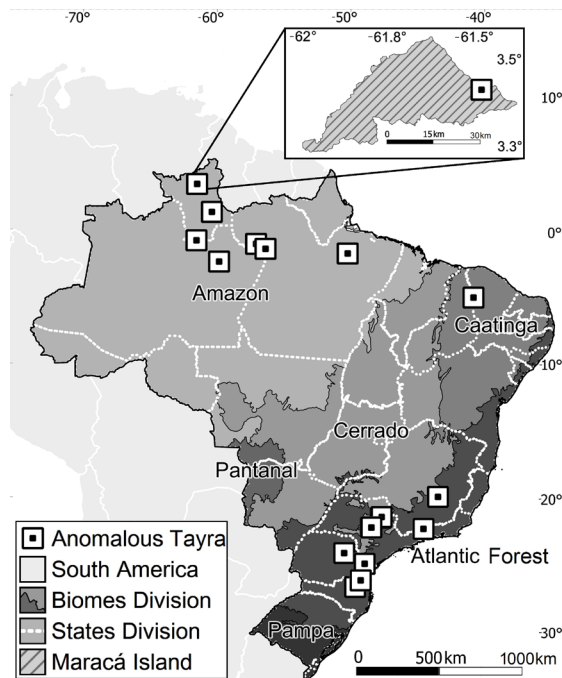 -70° -60° -50° -40°
-62° -61.8° -61.5°
3.5°
10°
0 15km 30km
3.3°
0°
Amazon
Caatinga
-10°
Cerrado
Pantanal
-20°
Anomalous Tayra
Atlantic Forest
South America
Biomes Division
States Division
Pampa
-30°
Maracá Island
0 500km 1000km